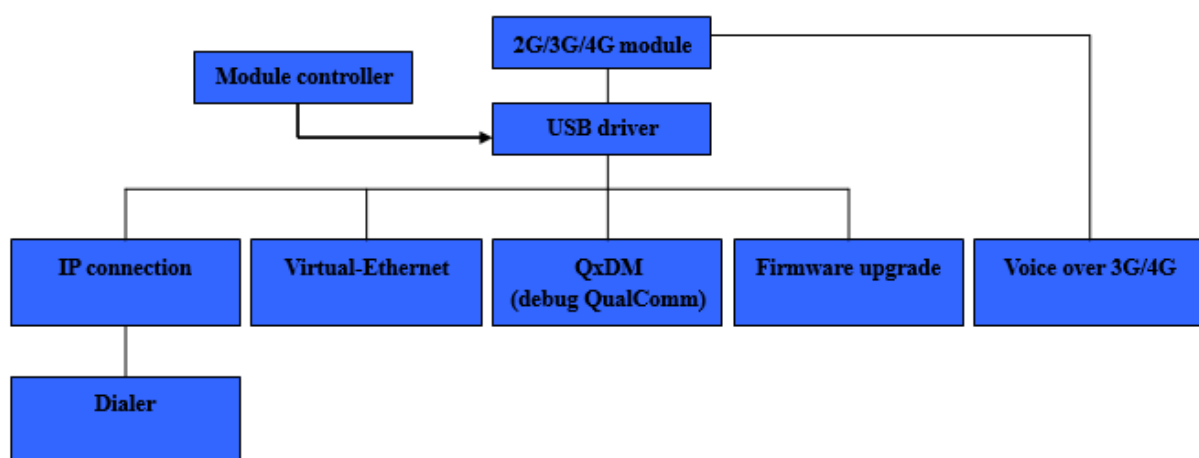 2G/3G/4G module
Module controller
USB driver
IP connection
Virtual-Ethernet
QxDM
(debug QualComm)
Firmware upgrade
Voice over 3G/4G
Dialer